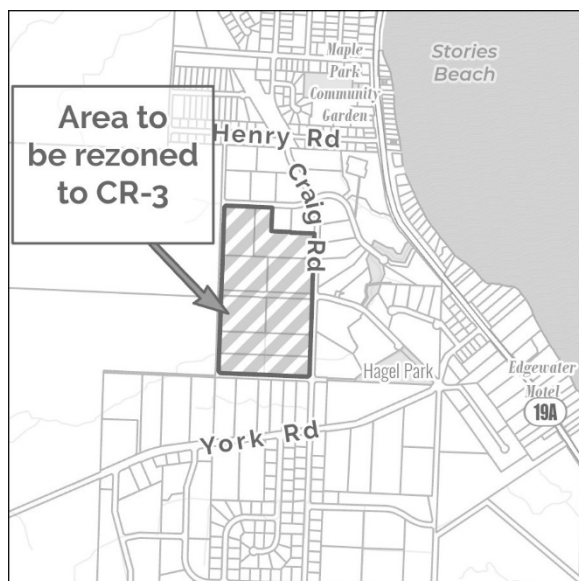 Maple
Park
Community
Garden
Stories
Beach
Area to
be rezoned
to CR-3
Henry Rd
Craig Rd
Hagel Park
Edgewater
Motel
19A
York Rd